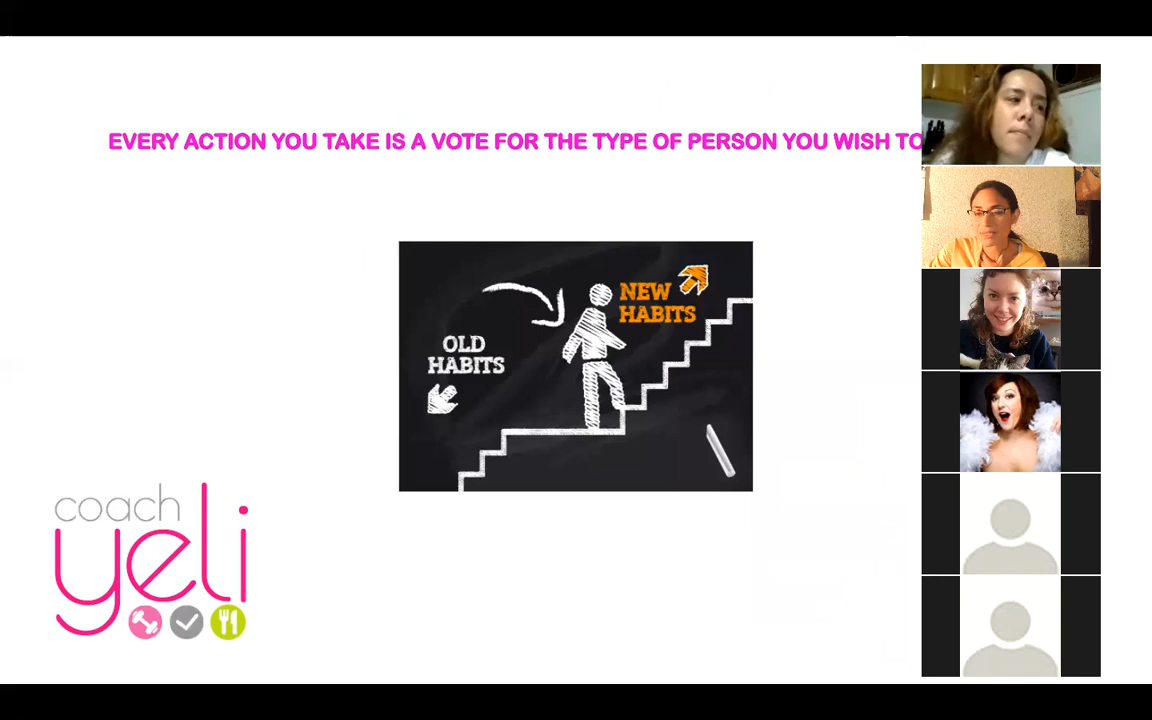 EVERY ACTION YOU TAKE IS A VOTE FOR THE TYPE OF PERSON YOU WISH TO
OLD
HABITS
NEW
HABITS
coach
yeli